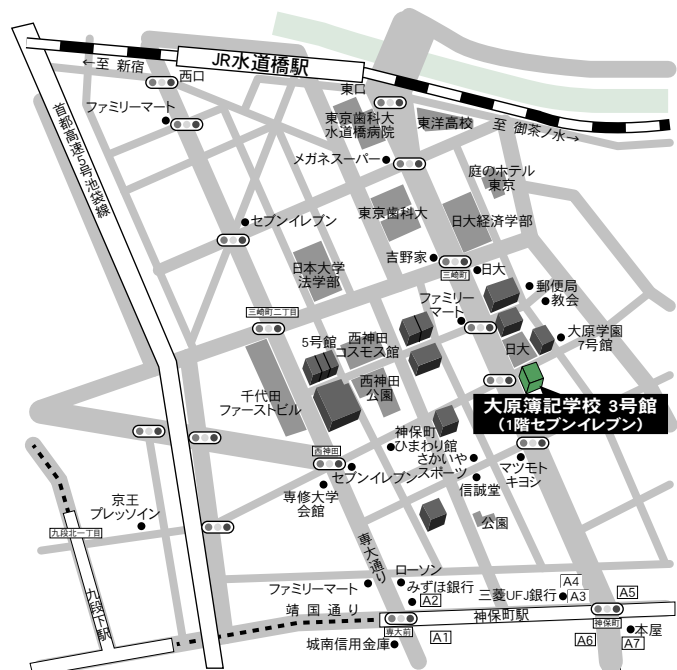 JR水道橋駅
←至 新宿
西口
東口
ファミリーマート
首都高速5号池袋線
東京歯科大
水道橋病院
東洋高校
至 御茶ノ水→
メガネスーパー
庭のホテル
東京
セブンイレブン
東京歯科大
日大経済学部
吉野家
三崎町
日大
日本大学
法学部
郵便局
教会
ファミリー
マート
三崎町二丁目
5号館
西神田
コスモス館
大原学園
7号館
日大
千代田
ファーストビル
西神田
公園
大原簿記学校 3号館
(1階セブンイレブン)
神保町
ひまわり館
さかいや
スポーツ
西神田
セブンイレブン
マツモト
キヨシ
信誠堂
専修大学
会館
京王
プレッソイン
公園
九段北一丁目
専大通り
九段下駅
ローソン
ファミリーマート
みずほ銀行
A2
三菱UFJ銀行
A4
A3
A5
靖国通り
神保町駅
専大前
神保町
A1
A6
A7
本屋
城南信用金庫